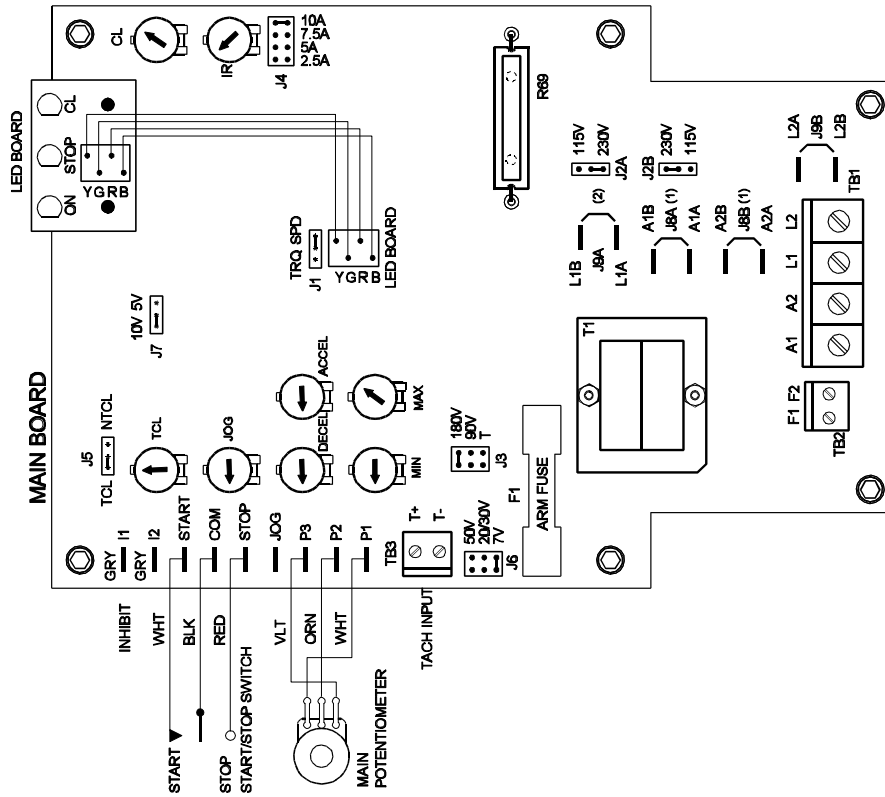 MAIN BOARD
LED BOARD
ON
STOP
CL
YGRB
CL
IR
J4
10A
7.5A
5A
2.5A
TRQ SPD
J1
YGRB
LED BOARD
10V 5V
J7
J5
TCL
NTCL
TCL
JOG
DECEL
ACCEL
MIN
MAX
GRY
I1
GRY
I2
START
COM
STOP
JOG
P3
P2
P1
INHIBIT
WHT
BLK
RED
VLT
ORN
WHT
START
STOP
START/STOP SWITCH
MAIN
POTENTIOMETER
TB3
T+
T-
TACH INPUT
50V
20/30V
7V
J6
180V
90V
T
J3
F1
ARM FUSE
T1
R69
115V
230V
J2A
J2B
230V
115V
L1B
J9A
L1A
(2)
A1B
J8A (1)
A1A
A2B
J8B (1)
A2A
L2A
J9B
L2B
TB1
A1
A2
L1
L2
F1
F2
TB2